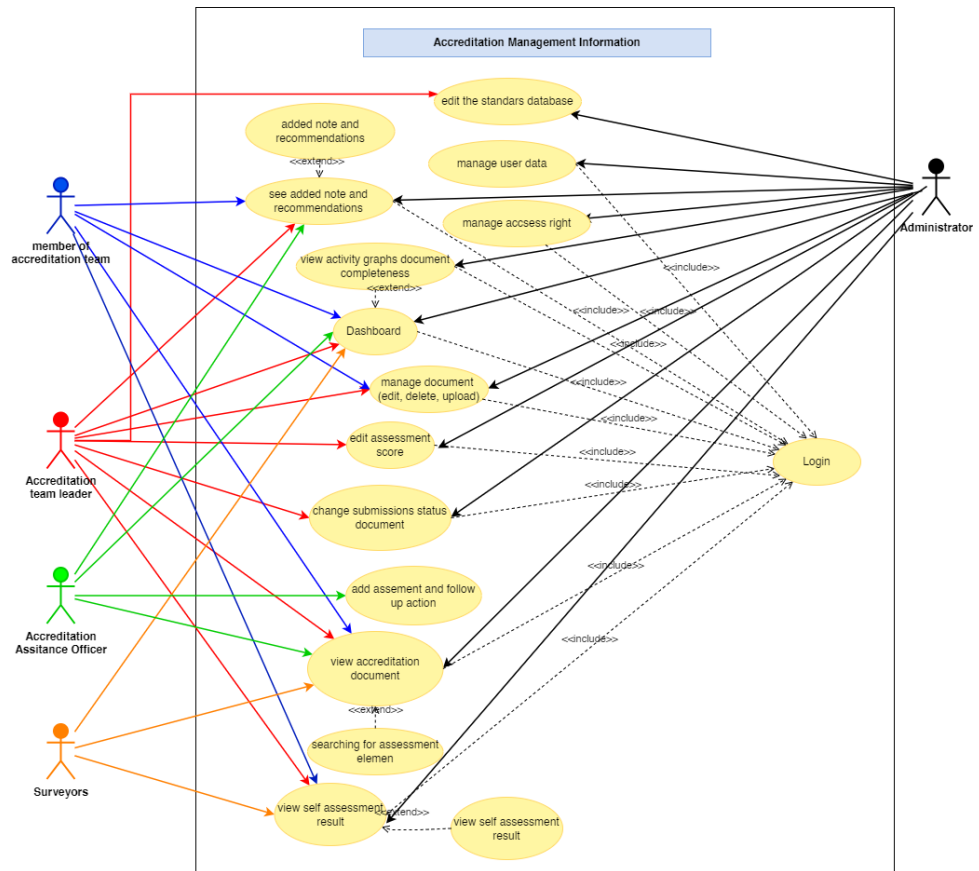 Accreditation Management Information
edit the standars database
added note and
recommendations
<<extend>>
manage user data
see added note and
recommendations
member of
accreditation team
manage accsess right
Administrator
view activity graphs document
completeness
<<include>>
<<extend>>
<<include>>
<<include>>
Dashboard
<<include>>
manage document
(edit, delete, upload)
<<include>>
edit assessment
score
Accreditation
team leader
<<include>>
Login
<<include>>
change submissions status
document
<<include>>
add assement and follow
up action
Accreditation
Assitance Officer
<<include>>
view accreditation
document
<<extend>>
searching for assessment
elemen
Surveyors
view self assessment
result
<<extend>>
view self assessment
result